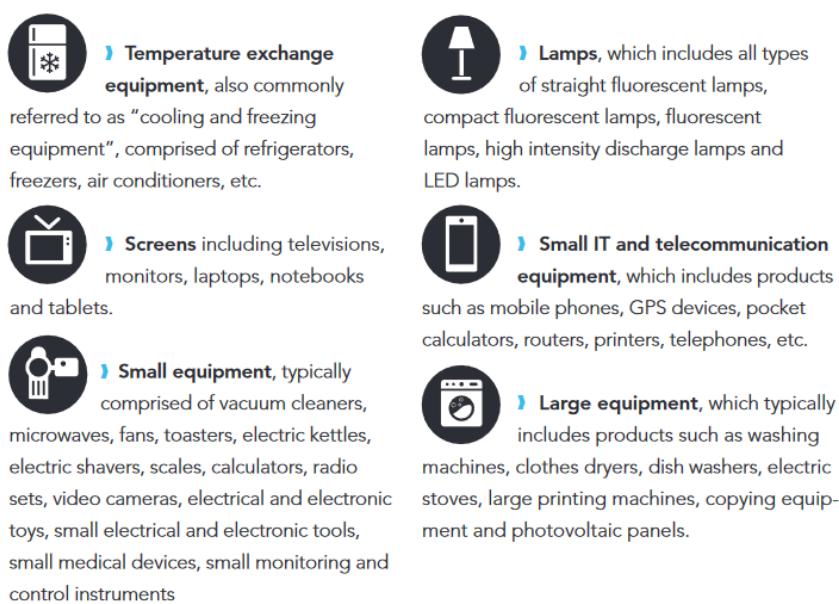 ❫ Temperature exchange
equipment, also commonly
referred to as “cooling and freezing
equipment”, comprised of refrigerators,
freezers, air conditioners, etc.
❫ Screens including televisions,
monitors, laptops, notebooks
and tablets.
❫ Small equipment, typically
comprised of vacuum cleaners,
microwaves, fans, toasters, electric kettles,
electric shavers, scales, calculators, radio
sets, video cameras, electrical and electronic
toys, small electrical and electronic tools,
small medical devices, small monitoring and
control instruments
❫ Lamps, which includes all types
of straight fluorescent lamps,
compact fluorescent lamps, fluorescent
lamps, high intensity discharge lamps and
LED lamps.
❫ Small IT and telecommunication
equipment, which includes products
such as mobile phones, GPS devices, pocket
calculators, routers, printers, telephones, etc.
❫ Large equipment, which typically
includes products such as washing
machines, clothes dryers, dish washers, electric
stoves, large printing machines, copying equip-
ment and photovoltaic panels.